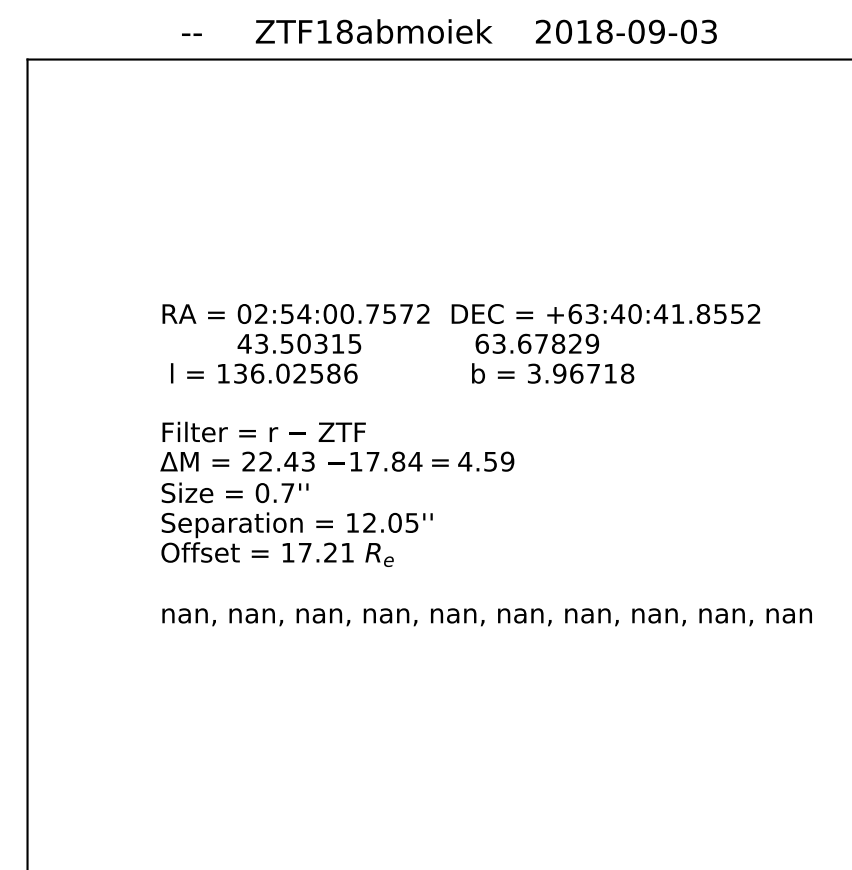 -- ZTF18abmoiek 2018-09-03
RA = 02:54:00.7572 DEC = +63:40:41.8552
43.50315 63.67829
l = 136.02586 b = 3.96718
Filter = r − ZTF
ΔM = 22.43 −17.84 = 4.59
Size = 0.7''
Separation = 12.05''
Offset = 17.21 Rₑ
nan, nan, nan, nan, nan, nan, nan, nan, nan, nan